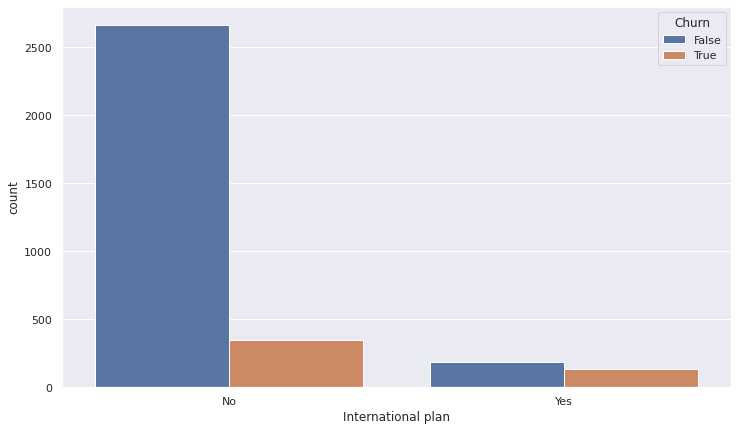 Churn
False
True
2500
2000
1500
1000
500
0
count
No
Yes
International plan